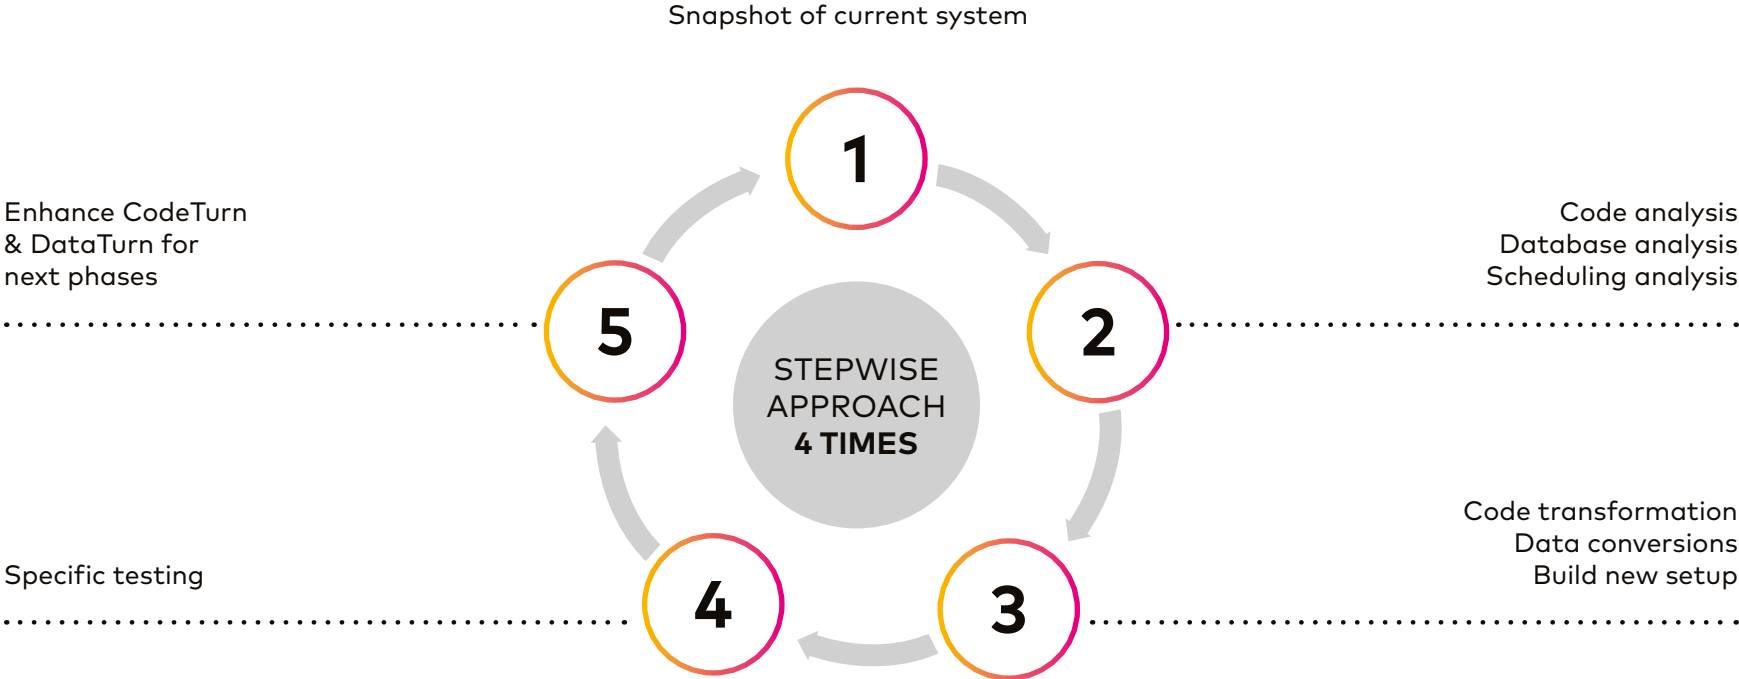 Snapshot of current system
1
Enhance CodeTurn
& DataTurn for
next phases
5
2
Code analysis
Database analysis
Scheduling analysis
STEPWISE
APPROACH
4 TIMES
Specific testing
4
3
Code transformation
Data conversions
Build new setup